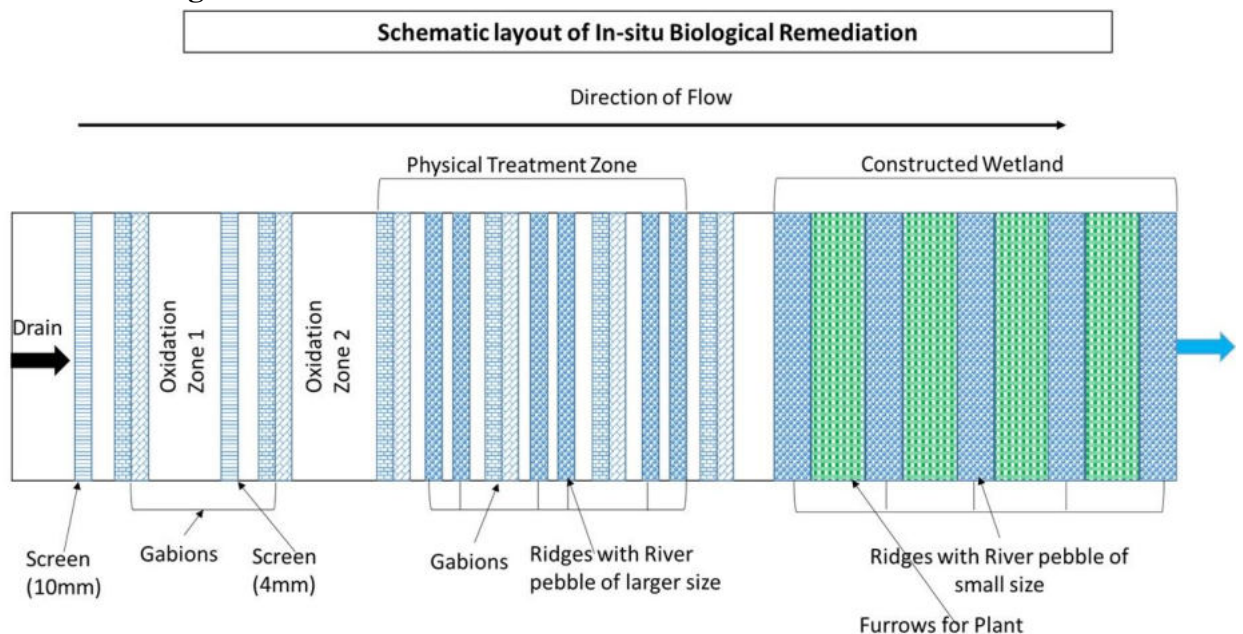 Schematic layout of In-situ Biological Remediation
Direction of Flow
Physical Treatment Zone
Constructed Wetland
Drain
Oxidation
Zone 1
Oxidation
Zone 2
Screen
(10mm)
Gabions
Screen
(4mm)
Gabions
Ridges with River
pebble of larger size
Ridges with River pebble of
small size
Furrows for Plant